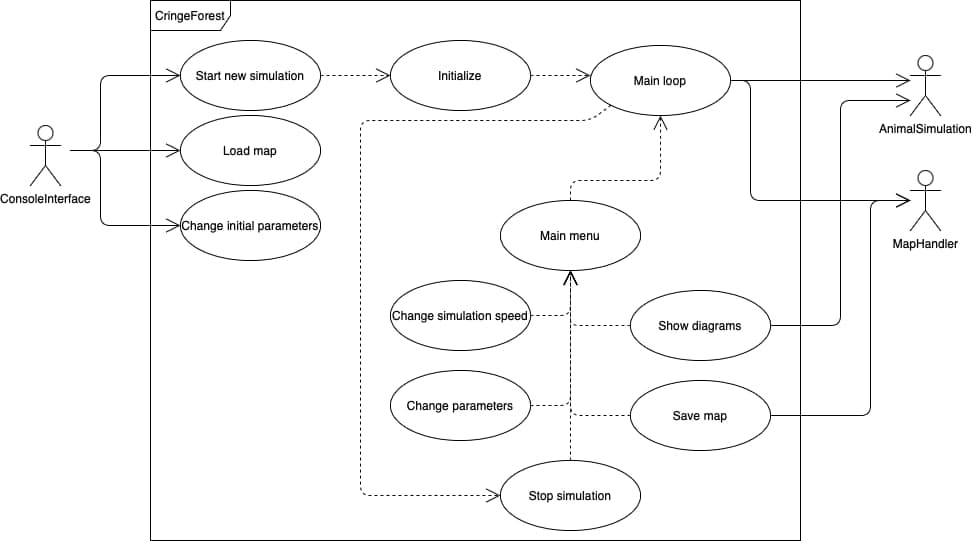 CringeForest
Start new simulation
Initialize
Main loop
AnimalSimulation
Load map
ConsoleInterface
Change initial parameters
Main menu
MapHandler
Change simulation speed
Show diagrams
Change parameters
Save map
Stop simulation